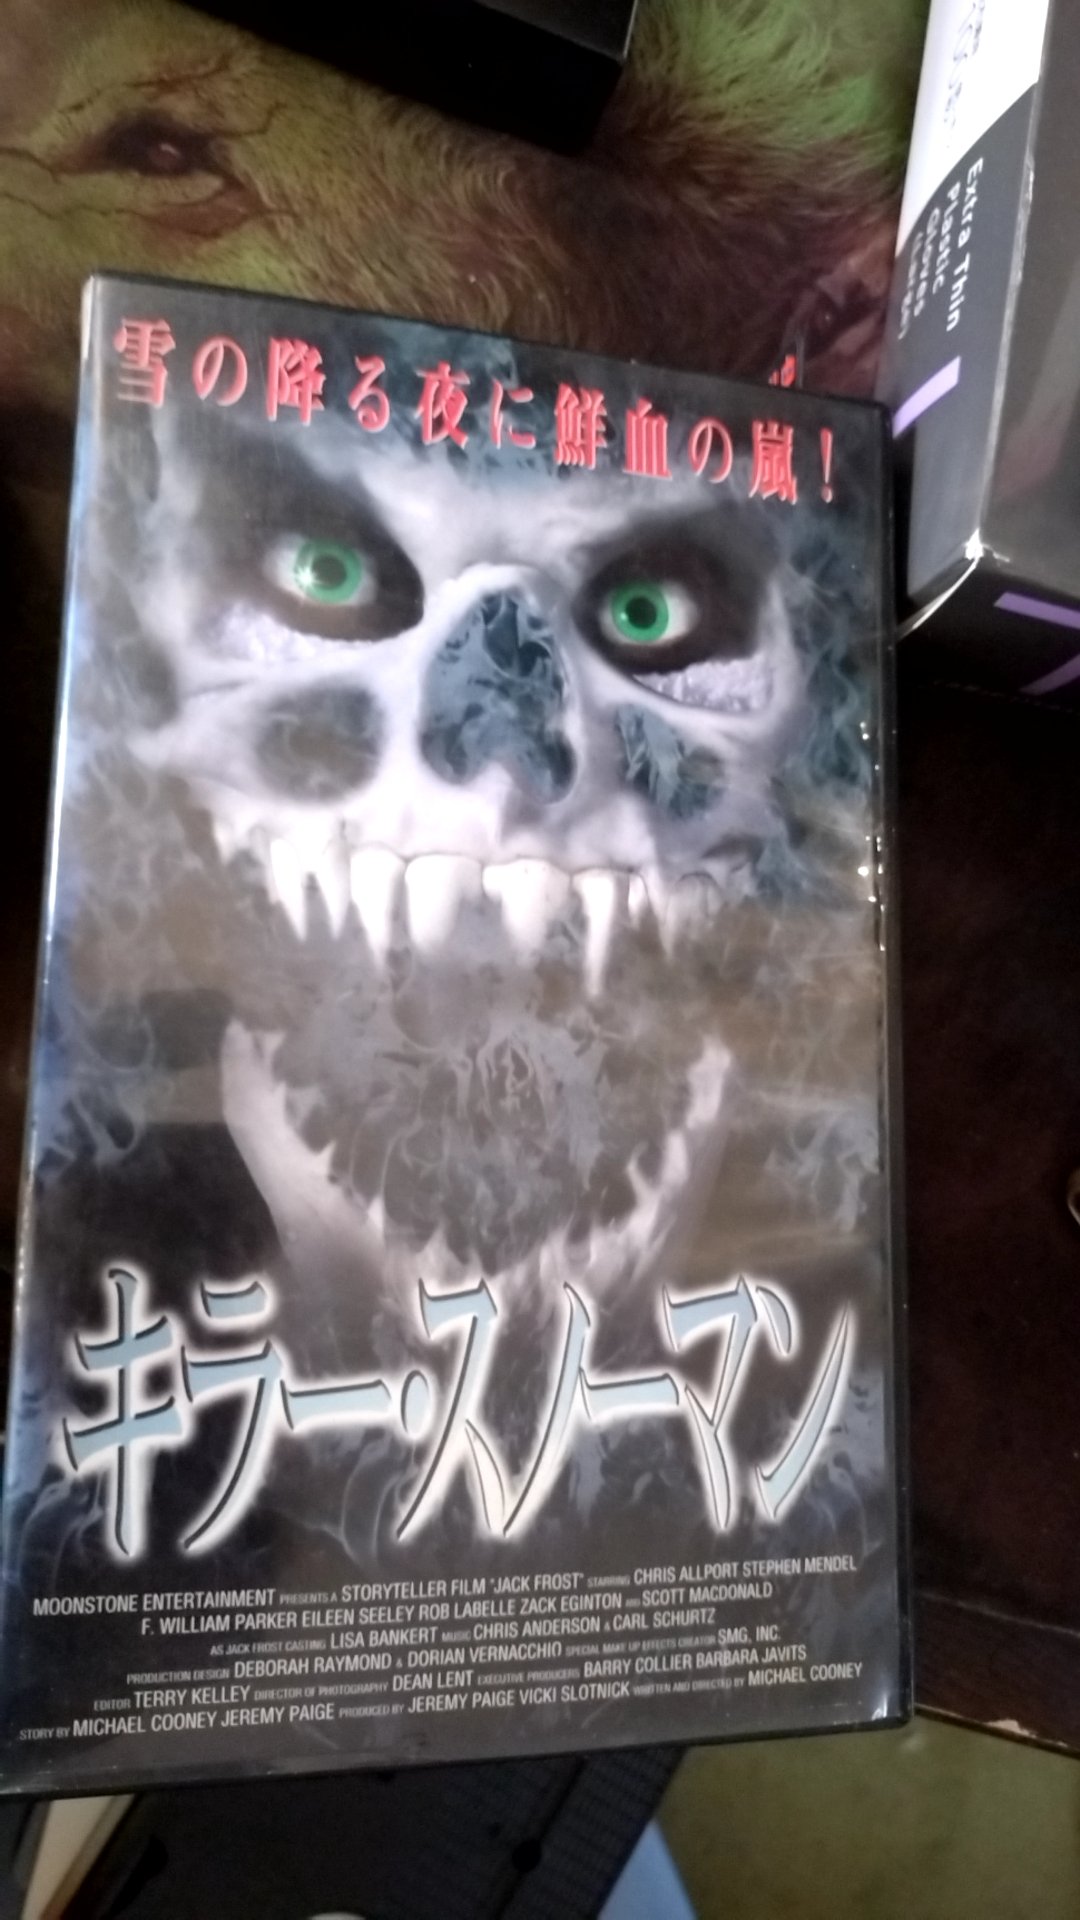 Extra Thin
Plastic
Gloves
雪の降る夜に鮮血の嵐！
キラー・スノーマン
MOONSTONE ENTERTAINMENT PRESENTS A STORYTELLER FILM "JACK FROST" STARRING CHRIS ALLPORT STEPHEN MENDEL
F. WILLIAM PARKER EILEEN SEELEY ROB LABELLE ZACK EGINTON AND SCOTT MACDONALD
AS JACK FROST CASTING LISA BANKERT MUSIC CHRIS ANDERSON & CARL SCHURTZ
PRODUCTION DESIGN DEBORAH RAYMOND & DORIAN VERNACCHIO SPECIAL MAKE UP EFFECTS CREATOR SMG, INC.
EDITOR TERRY KELLEY DIRECTOR OF PHOTOGRAPHY DEAN LENT EXECUTIVE PRODUCERS BARRY COLLIER BARBARA JAVITS
STORY BY MICHAEL COONEY JEREMY PAIGE PRODUCED BY JEREMY PAIGE VICKI SLOTNICK WRITTEN AND DIRECTED BY MICHAEL COONEY